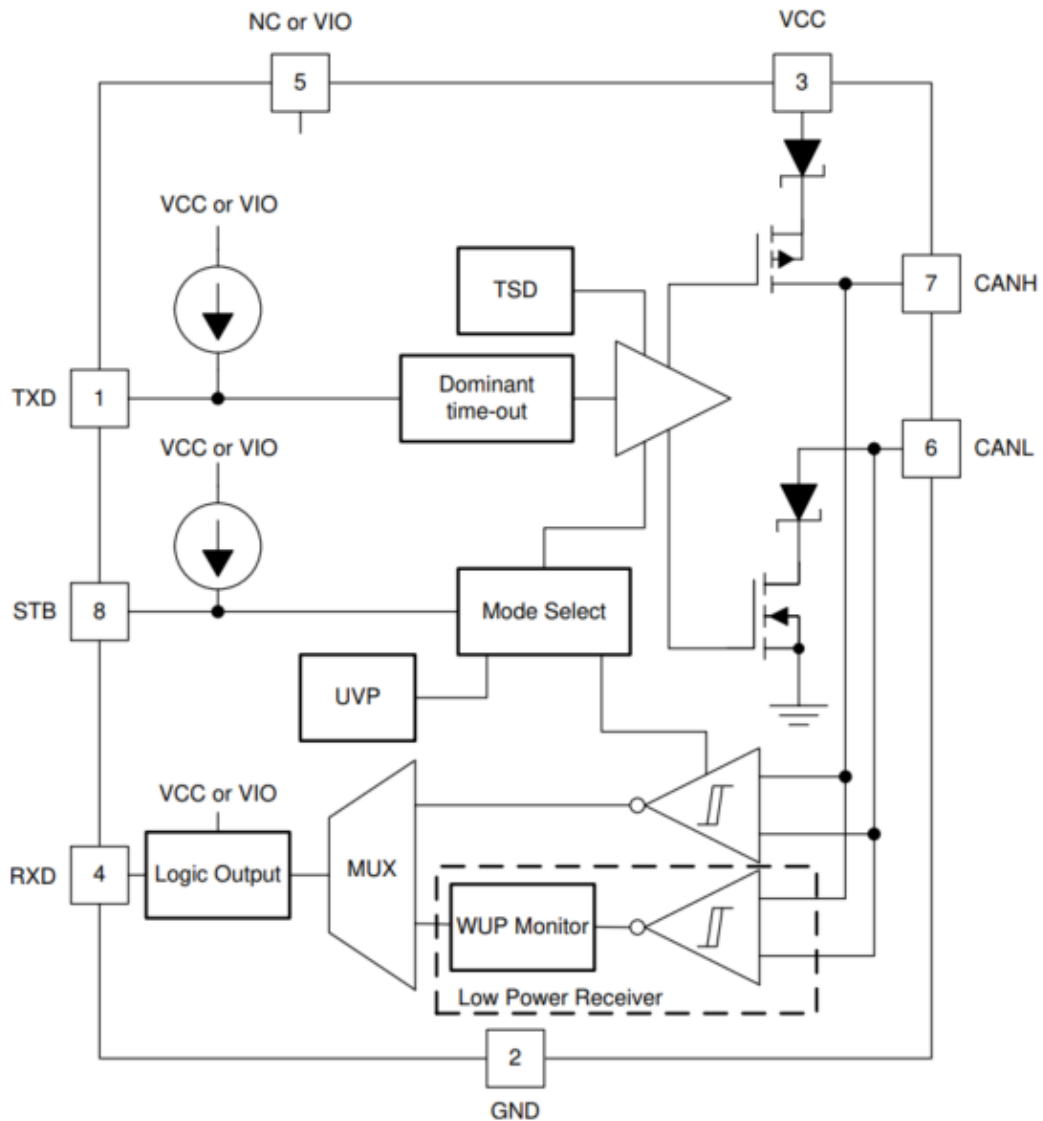 NC or VIO
VCC
5
3
VCC or VIO
TSD
7
CANH
TXD
1
Dominant
time-out
VCC or VIO
6
CANL
STB
8
Mode Select
UVP
VCC or VIO
RXD
4
Logic Output
MUX
WUP Monitor
Low Power Receiver
2
GND